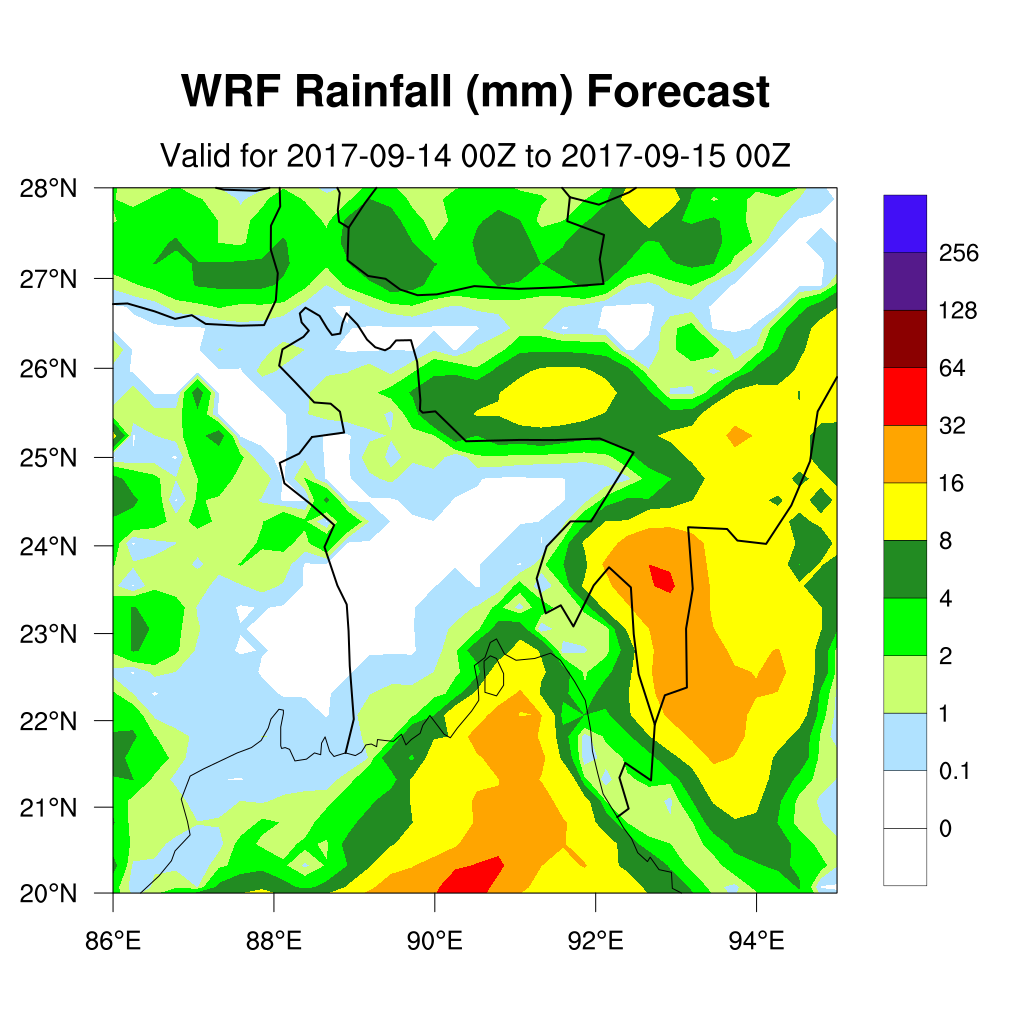 WRF Rainfall (mm) Forecast
Valid for 2017-09-14 00Z to 2017-09-15 00Z
28°N
27°N
26°N
25°N
24°N
23°N
22°N
21°N
20°N
86°E
88°E
90°E
92°E
94°E
256
128
64
32
16
8
4
2
1
0.1
0